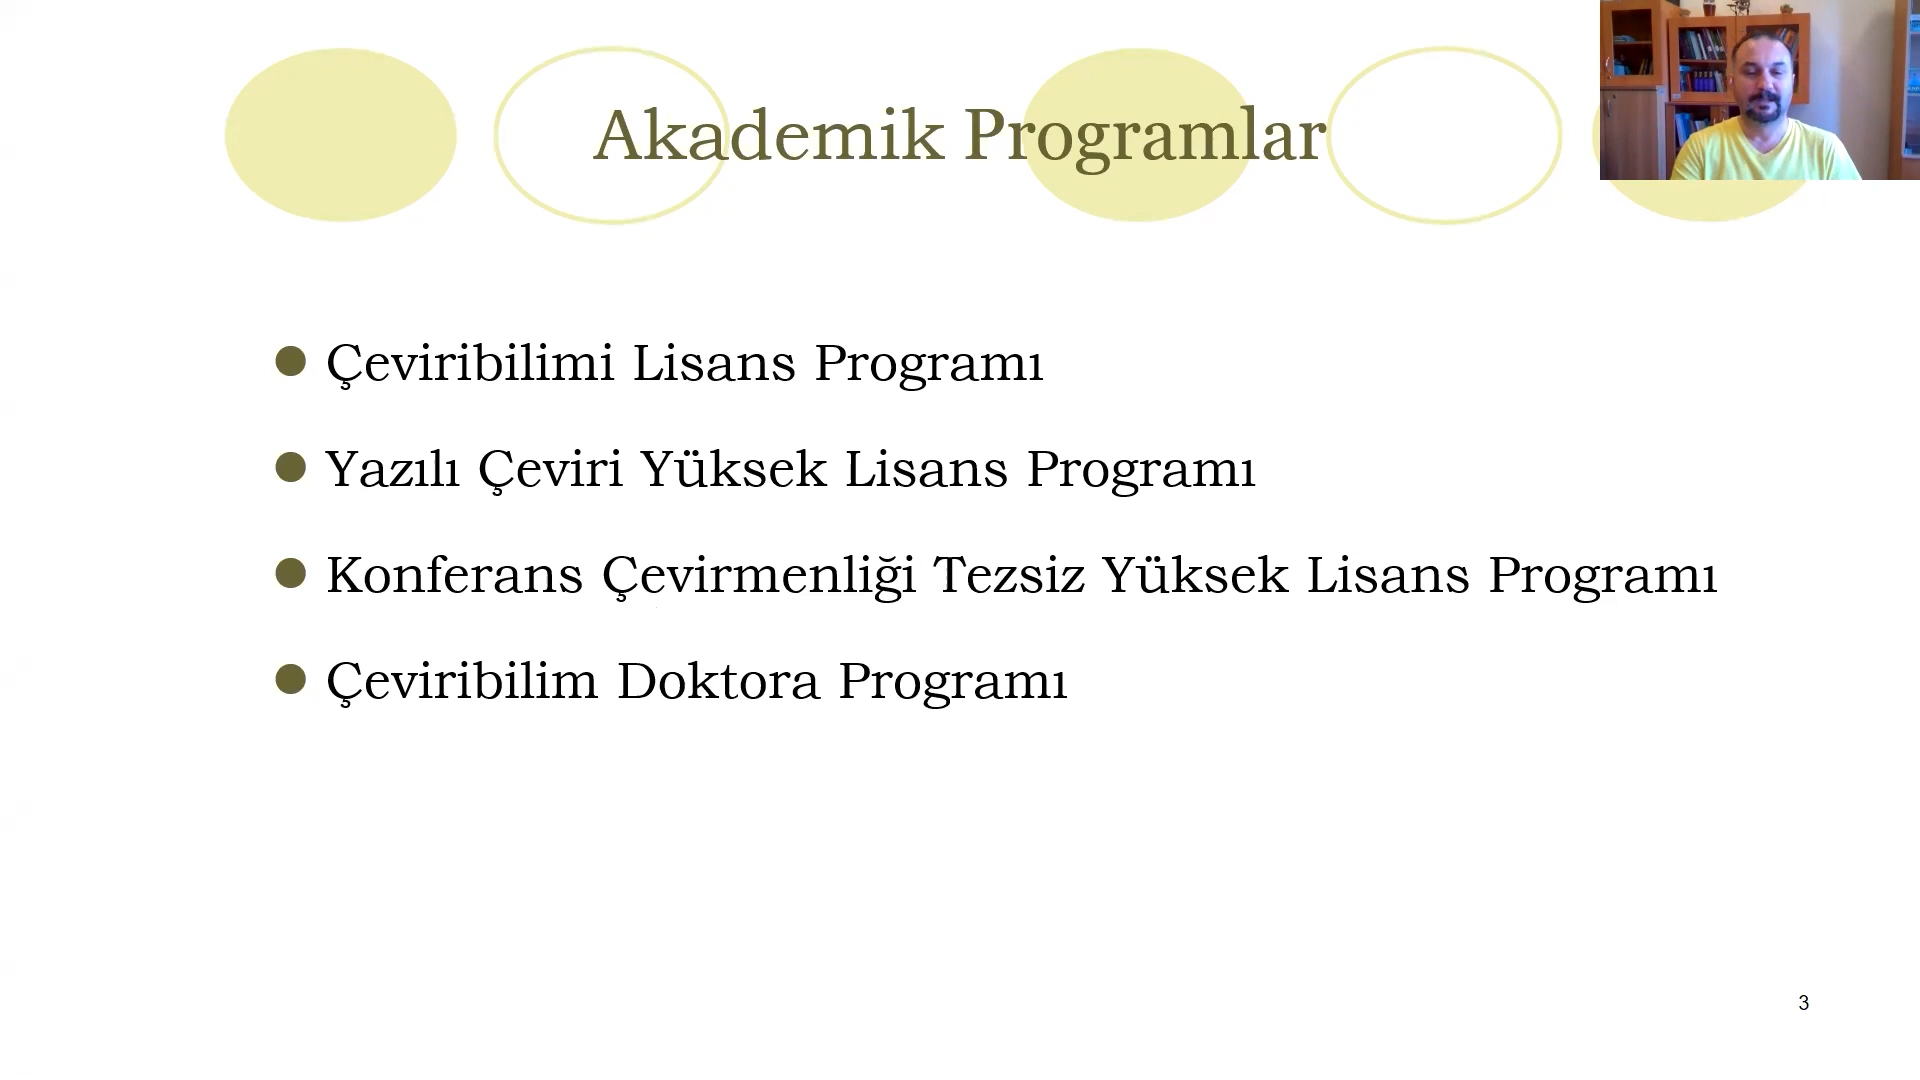 Akademik Programlar
Çeviribilimi Lisans Programı
Yazılı Çeviri Yüksek Lisans Programı
Konferans Çevirmenliği Tezsiz Yüksek Lisans Programı
Çeviribilim Doktora Programı
3